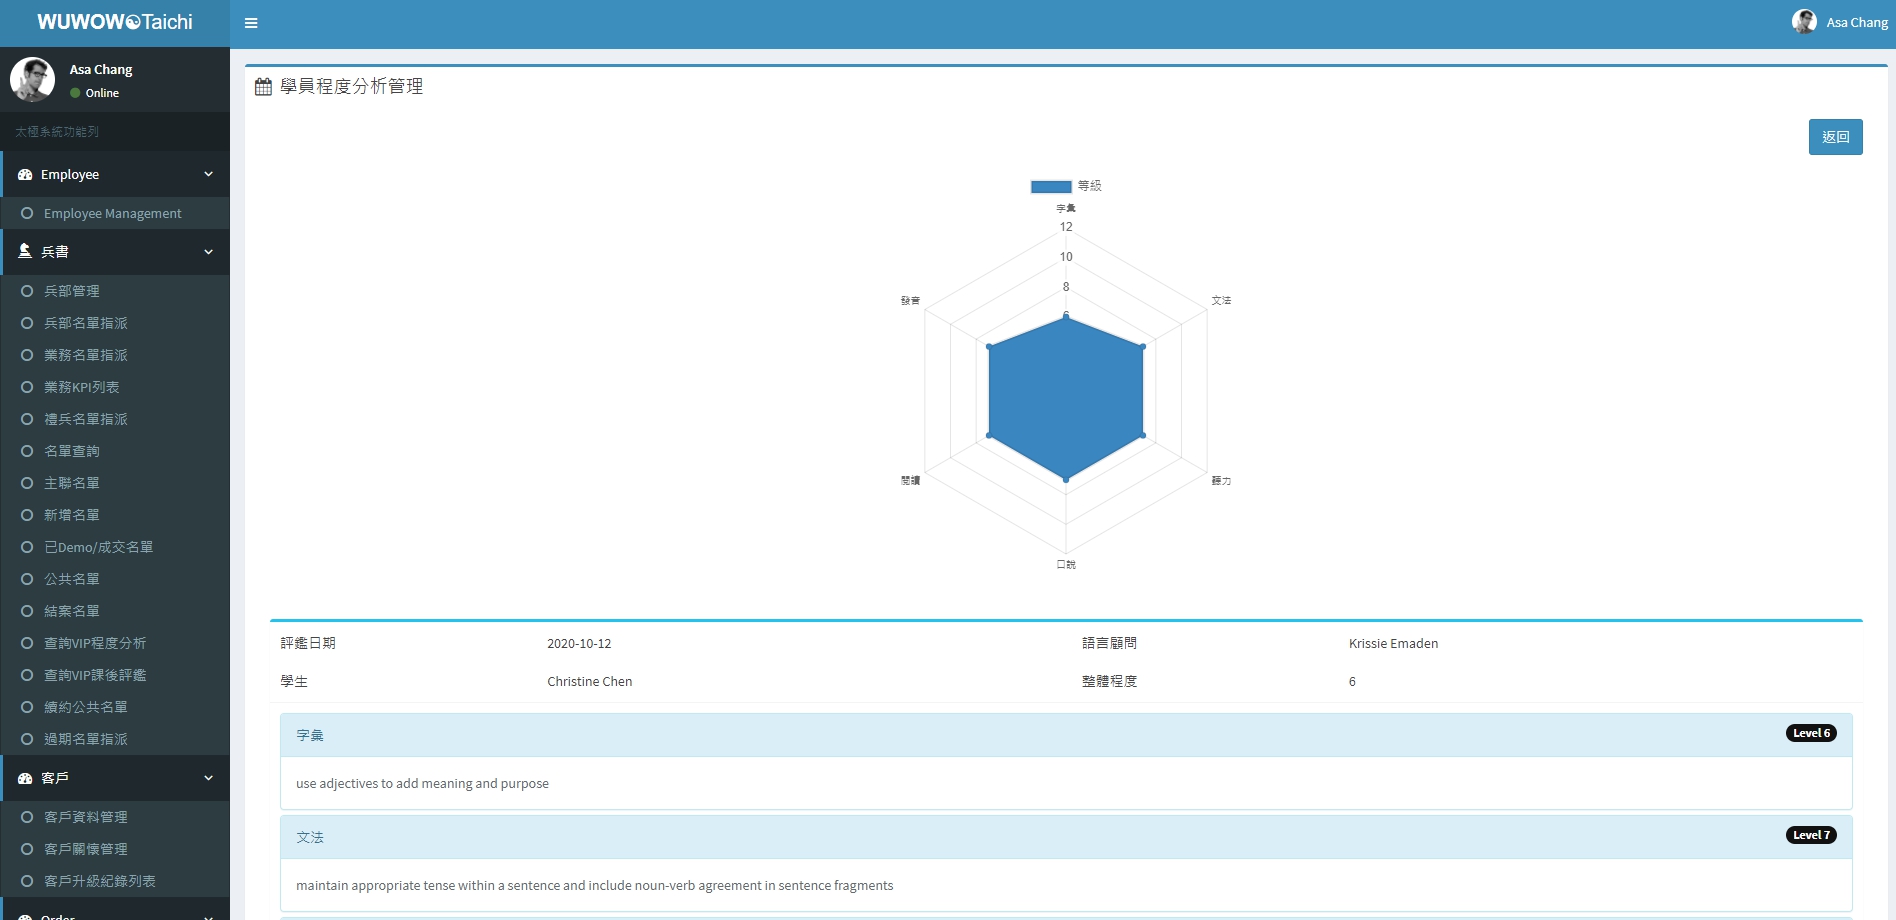 WUWOW Taichi
Asa Chang
Asa Chang
Online
太極系統功能列
Employee
Employee Management
兵書
兵部管理
兵部名單指派
業務名單指派
業務KPI列表
禮兵名單指派
名單查詢
主聯名單
新增名單
已Demo/成交名單
公共名單
結案名單
查詢VIP程度分析
查詢VIP課後評鑑
續約公共名單
過期名單指派
客戶
客戶資料管理
客戶關懷管理
客戶升級紀錄列表
Order
學員程度分析管理
返回
等級
字彙
12
10
8
6
發音
文法
閱讀
聽力
口說
評鑑日期 2020-10-12 語言顧問 Krissie Emaden
學生 Christine Chen 整體程度 6
字彙 Level 6
use adjectives to add meaning and purpose
文法 Level 7
maintain appropriate tense within a sentence and include noun-verb agreement in sentence fragments